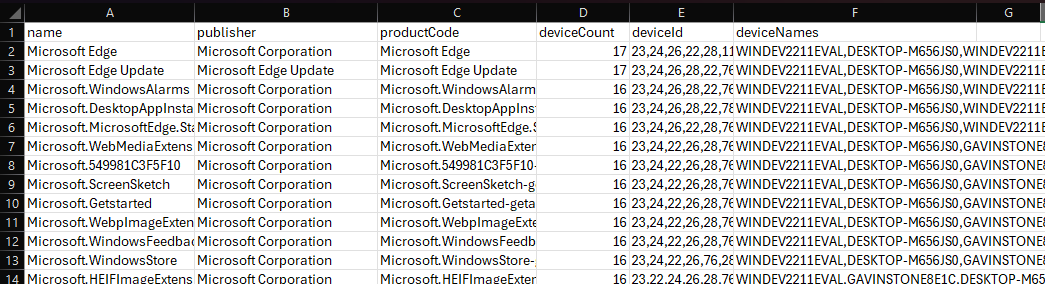 A B C D E F G
1 name publisher productCode deviceCount deviceId deviceNames
2 Microsoft Edge Microsoft Corporation Microsoft Edge 17 23,24,26,22,28,11 WINDEV2211EVAL,DESKTOP-M656JS0,WINDEV2211E
3 Microsoft Edge Update Microsoft Edge Update Microsoft Edge Update 17 23,24,26,28,22,76 WINDEV2211EVAL,DESKTOP-M656JS0,WINDEV2211E
4 Microsoft.WindowsAlarms Microsoft Corporation Microsoft.WindowsAlarm 16 23,24,26,22,28,76 WINDEV2211EVAL,DESKTOP-M656JS0,WINDEV2211E
5 Microsoft.DesktopAppInsta Microsoft Corporation Microsoft.DesktopAppIns 16 23,24,26,22,28,78 WINDEV2211EVAL,DESKTOP-M656JS0,WINDEV2211E
6 Microsoft.MicrosoftEdge.Sta Microsoft Corporation Microsoft.MicrosoftEdge.S 16 23,24,26,22,28,76 WINDEV2211EVAL,DESKTOP-M656JS0,WINDEV2211E
7 Microsoft.WebMediaExtens Microsoft Corporation Microsoft.WebMediaExten 16 23,24,22,26,28,76 WINDEV2211EVAL,DESKTOP-M656JS0,GAVINSTONE8
8 Microsoft.549981C3F5F10 Microsoft Corporation Microsoft.549981C3F5F10- 16 23,24,22,26,28,76 WINDEV2211EVAL,DESKTOP-M656JS0,GAVINSTONE8
9 Microsoft.ScreenSketch Microsoft Corporation Microsoft.ScreenSketch-g 16 23,24,22,26,28,76 WINDEV2211EVAL,DESKTOP-M656JS0,GAVINSTONE8
10 Microsoft.Getstarted Microsoft Corporation Microsoft.Getstarted-geta 16 23,24,22,26,28,76 WINDEV2211EVAL,DESKTOP-M656JS0,GAVINSTONE8
11 Microsoft.WebpImageExten Microsoft Corporation Microsoft.WebpImageExte 16 23,24,22,26,28,76 WINDEV2211EVAL,DESKTOP-M656JS0,GAVINSTONE8
12 Microsoft.WindowsFeedbac Microsoft Corporation Microsoft.WindowsFeedb 16 23,24,22,26,28,76 WINDEV2211EVAL,DESKTOP-M656JS0,GAVINSTONE8
13 Microsoft.WindowsStore Microsoft Corporation Microsoft.WindowsStore- 16 23,24,22,26,76,28 WINDEV2211EVAL,DESKTOP-M656JS0,GAVINSTONE8
14 Microsoft.HEIFImageExtens Microsoft Corporation Microsoft.HEIFImageExten 16 23,22,24,26,28,76 WINDEV2211EVAL,GAVINSTONE8E1C,DESKTOP-M65